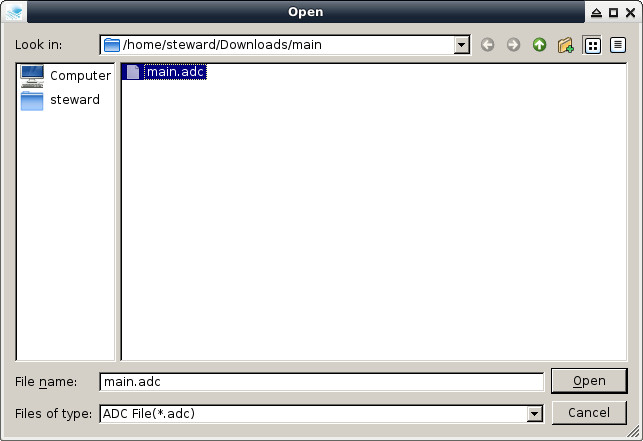 Open
Look in:
/home/steward/Downloads/main
Computer
steward
main.adc
File name:
main.adc
Open
Files of type:
ADC File(*.adc)
Cancel